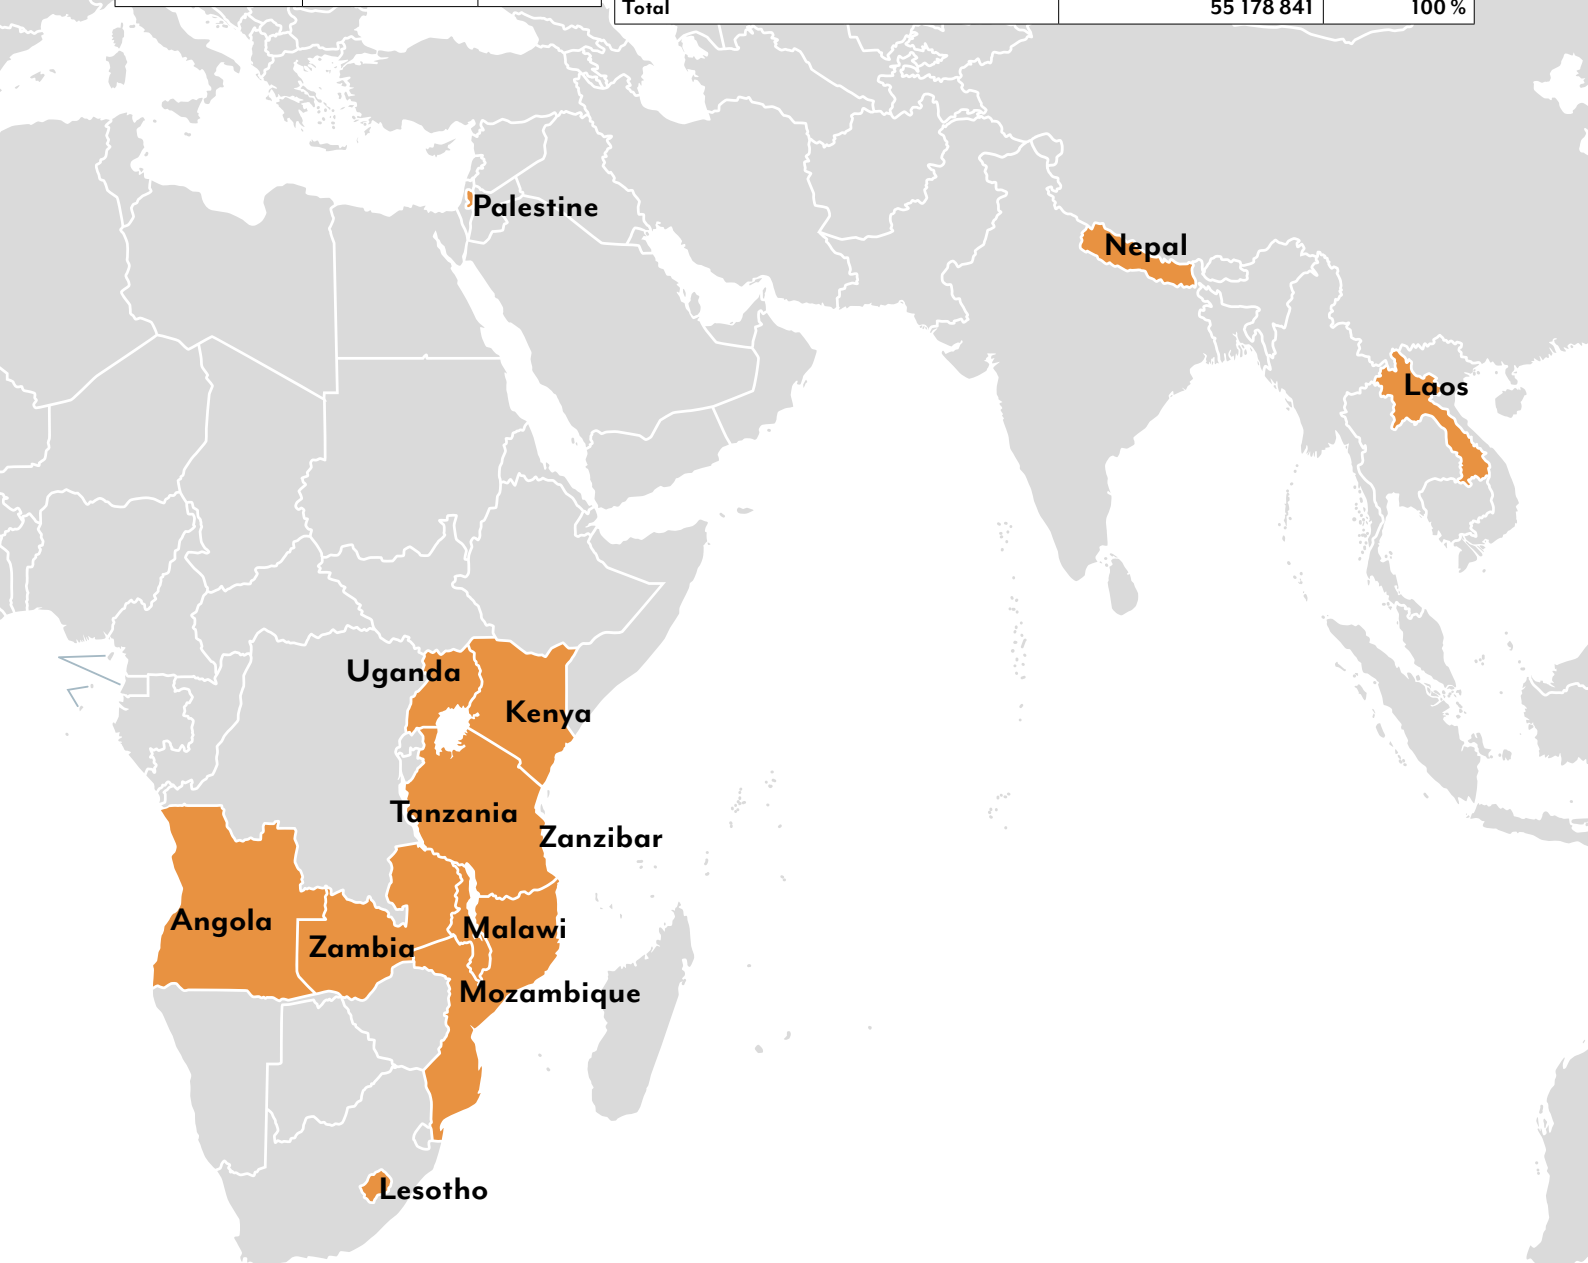 Total 55 178 841 100 %
Palestine
Nepal
Laos
Uganda
Kenya
Tanzania
Zanzibar
Angola
Malawi
Zambia
Mozambique
Lesotho